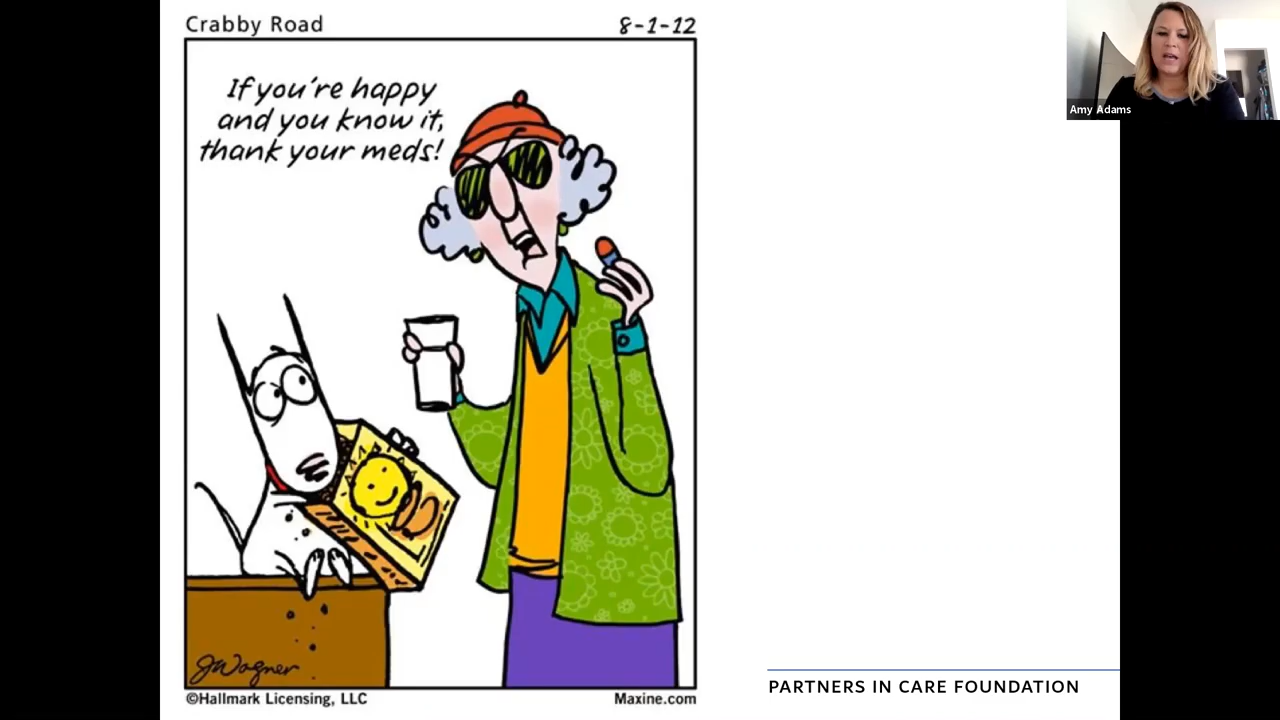 Crabby Road 8-1-12
If you're happy
and you know it,
thank your meds!
JWagner
©Hallmark Licensing, LLC Maxine.com
PARTNERS IN CARE FOUNDATION
Amy Adams